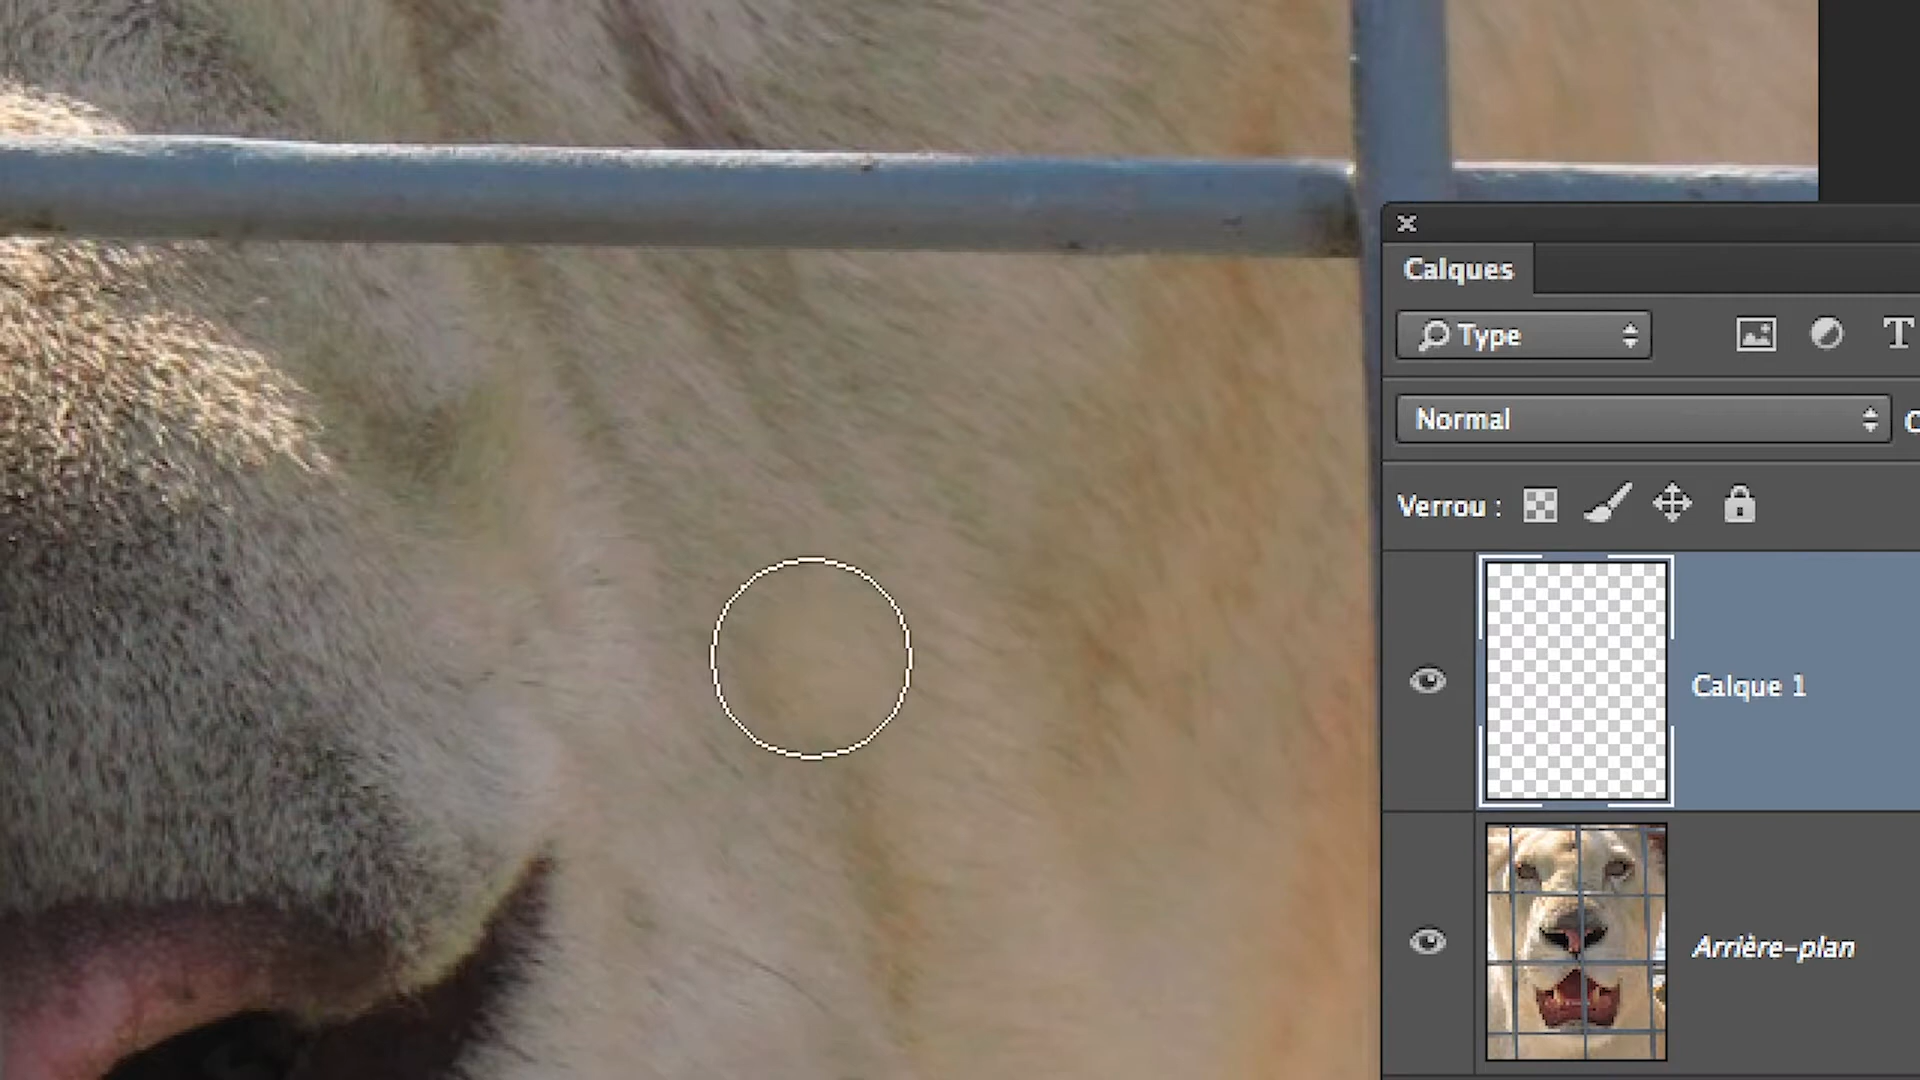 Calques
Type
T
Normal
Verrou :
Calque 1
Arrière-plan